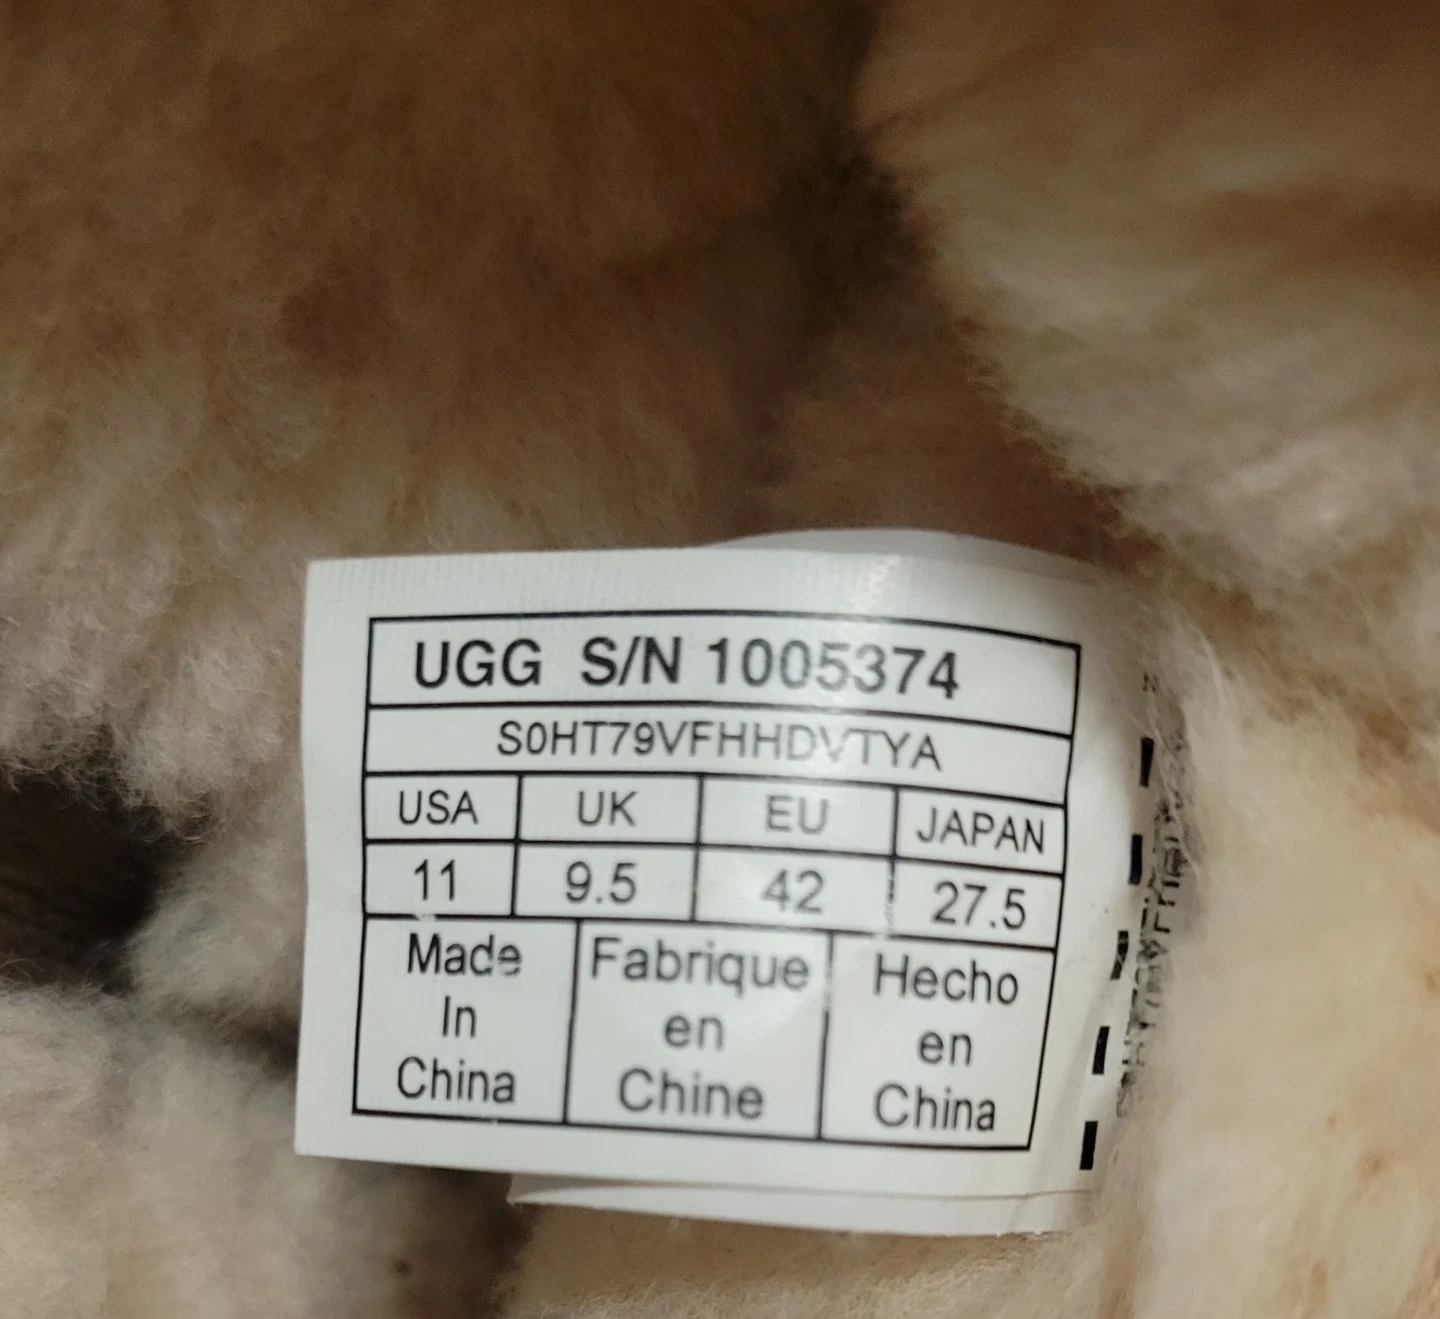 UGG S/N 1005374
S0HT79VFHHDVTYA
USA UK EU JAPAN
11 9.5 42 27.5
Made
In
China
Fabrique
en
Chine
Hecho
en
China